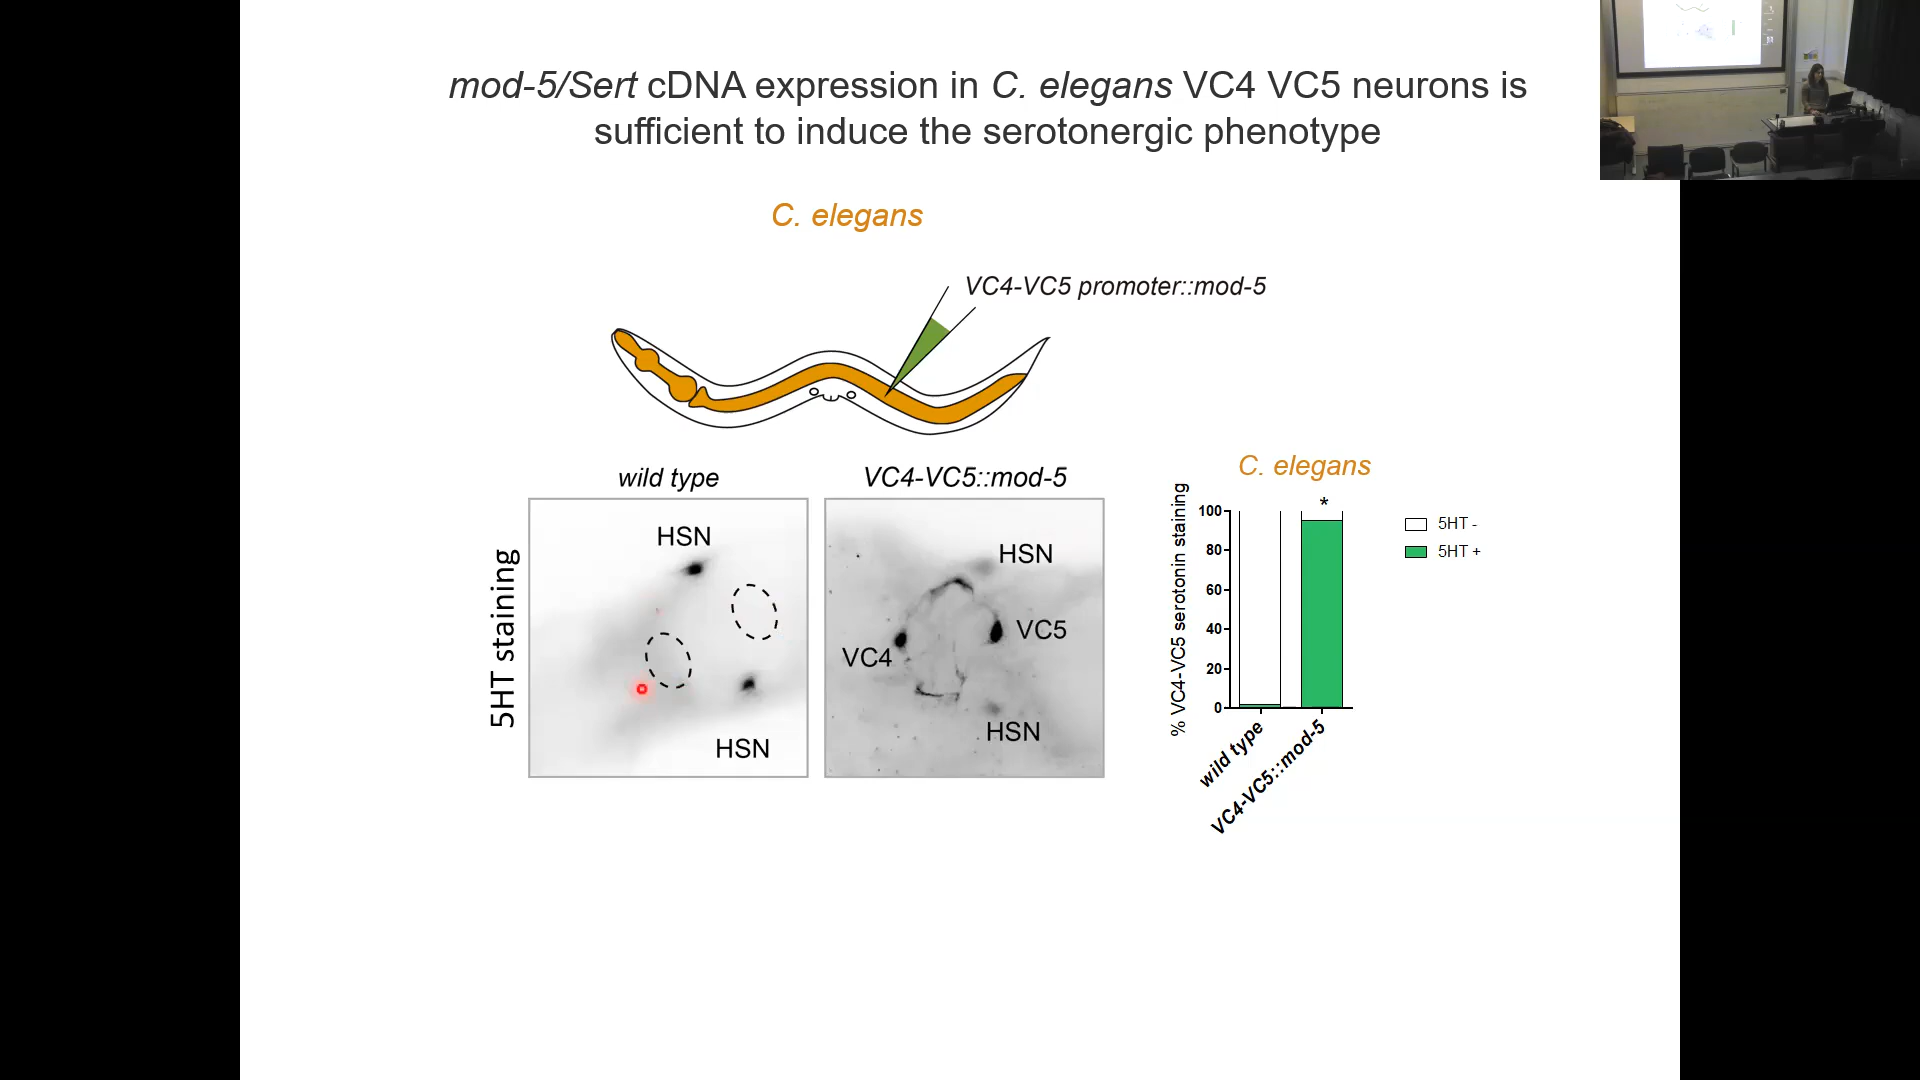 mod-5/Sert cDNA expression in C. elegans VC4 VC5 neurons is
sufficient to induce the serotonergic phenotype
C. elegans
VC4-VC5 promoter::mod-5
wild type
VC4-VC5::mod-5
5HT staining
HSN
HSN
HSN
VC5
VC4
HSN
C. elegans
% VC4-VC5 serotonin staining
100
80
60
40
20
0
*
wild type
VC4-VC5::mod-5
5HT -
5HT +